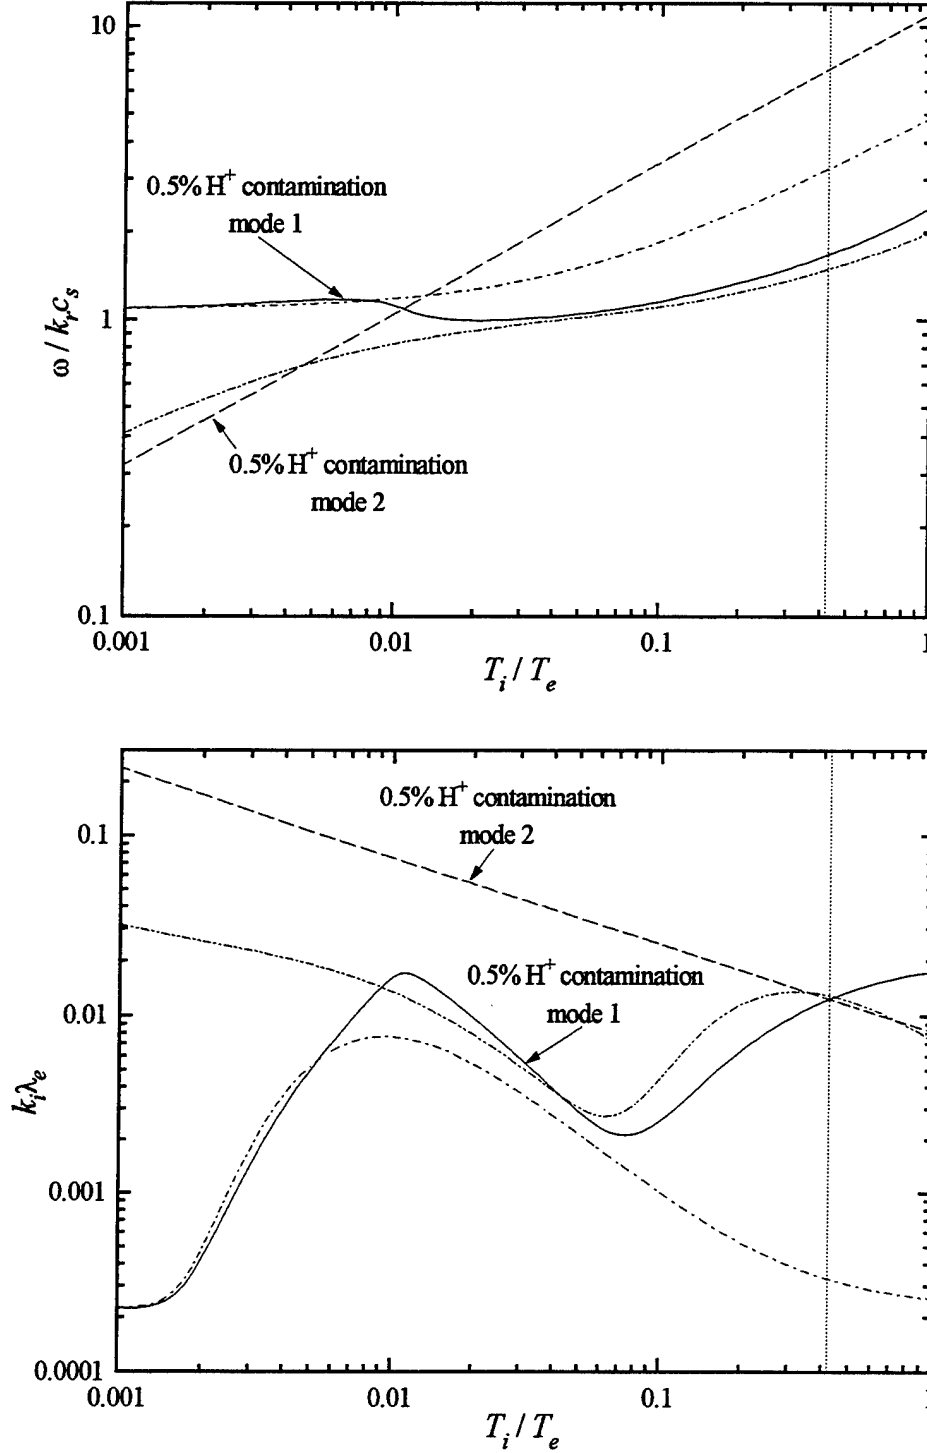 10
0.5% H⁺ contamination
mode 1
ω / kᵣcₛ
1
0.5% H⁺ contamination
mode 2
0.1
0.001
0.01
0.1
1
Tᵢ / Tₑ
0.5% H⁺ contamination
mode 2
0.1
0.5% H⁺ contamination
mode 1
0.01
kᵢλₑ
0.001
0.0001
0.001
0.01
0.1
Tᵢ / Tₑ